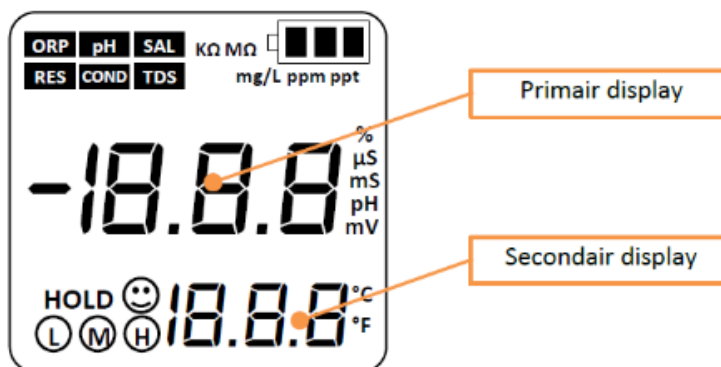 ORP pH SAL KΩ MΩ
RES COND TDS mg/L ppm ppt
Primair display
-18.8.8
%
µS
mS
pH
mV
Secondair display
HOLD
L M H
18.8.8
°C
°F